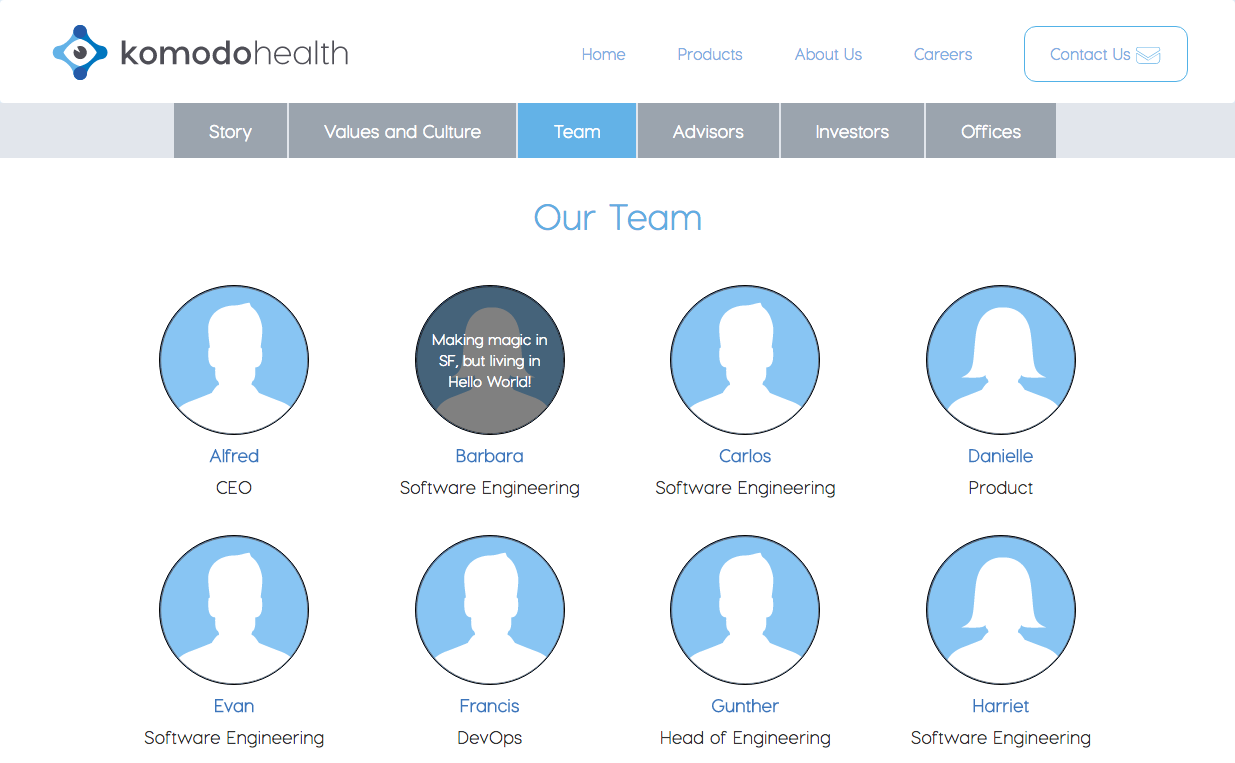 komodohealth
Home Products About Us Careers Contact Us
Story Values and Culture Team Advisors Investors Offices
Our Team
Making magic in
SF, but living in
Hello World!
Alfred Barbara Carlos Danielle
CEO Software Engineering Software Engineering Product
Evan Francis Gunther Harriet
Software Engineering DevOps Head of Engineering Software Engineering